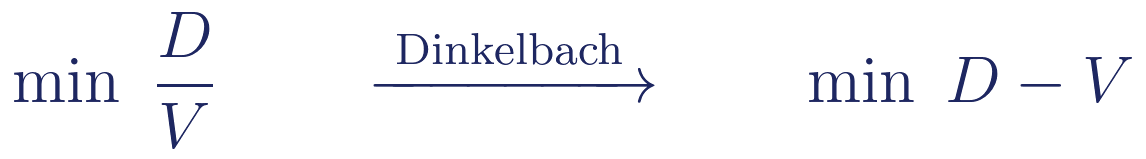 min D/V Dinkelbach → min D − V